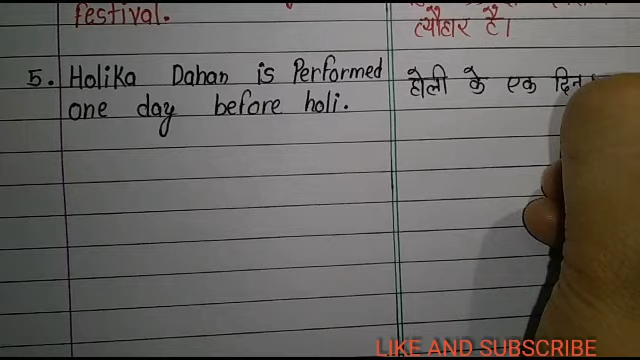 festival.
त्यौहार है।
5. Holika Dahan is Performed
one day before holi.
होली के एक दिन
LIKE AND SUBSCRIBE